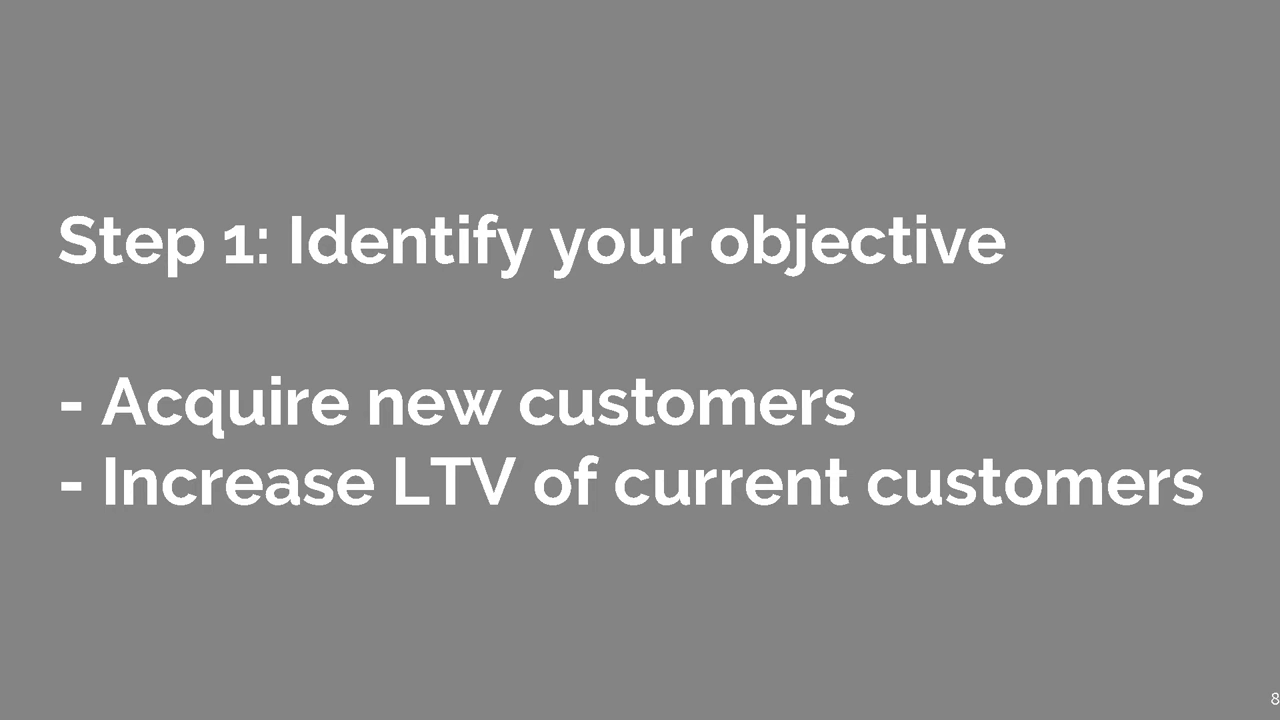 Step 1: Identify your objective
- Acquire new customers
- Increase LTV of current customers
8